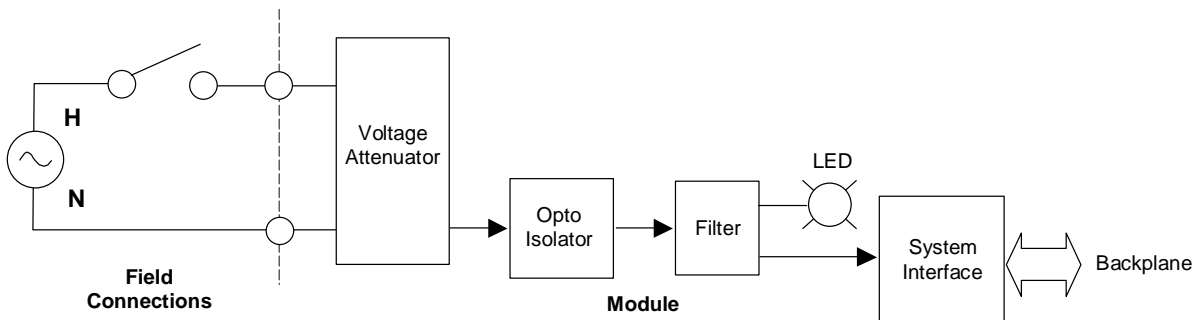 H
N
Field
Connections
Voltage
Attenuator
Opto
Isolator
Filter
LED
System
Interface
Backplane
Module